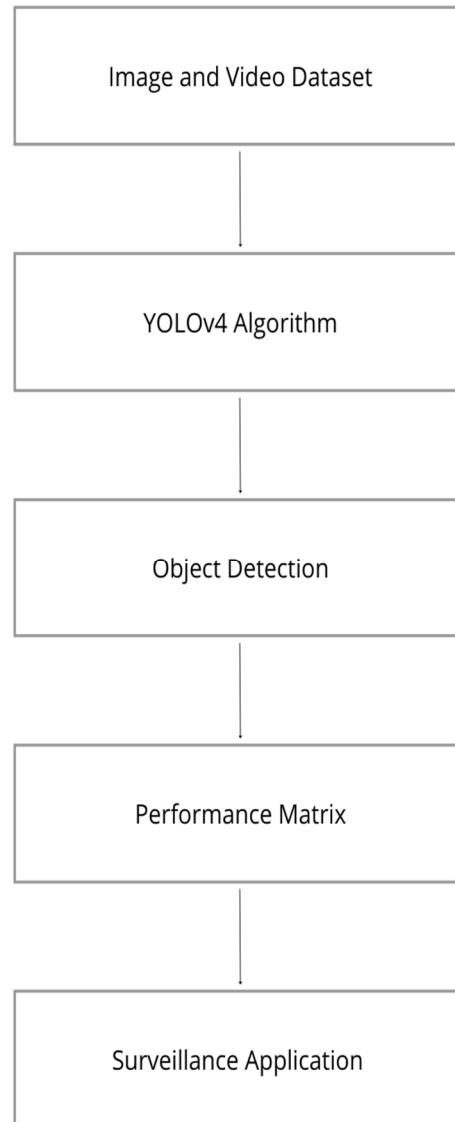 Image and Video Dataset
YOLOv4 Algorithm
Object Detection
Performance Matrix
Surveillance Application